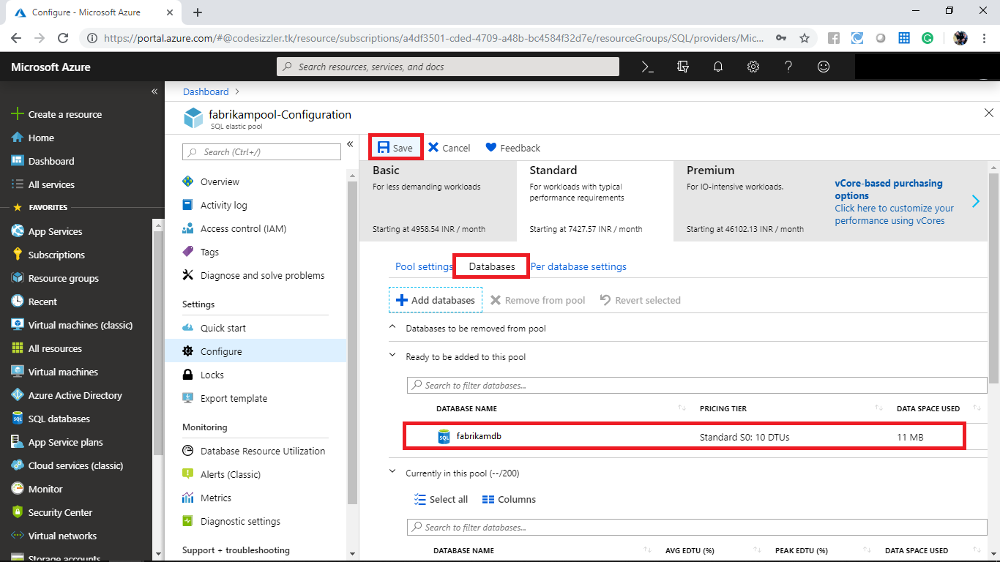 Configure - Microsoft Azure
https://portal.azure.com/#@codesizzler.tk/resource/subscriptions/a4df3501-cded-4709-a48b-bc4584f32d7e/resourceGroups/SQL/providers/Mic...
Microsoft Azure
Search resources, services, and docs
Create a resource
Home
Dashboard
All services
FAVORITES
App Services
Subscriptions
Resource groups
Recent
Virtual machines (classic)
All resources
Virtual machines
Azure Active Directory
SQL databases
App Service plans
Cloud services (classic)
Monitor
Security Center
Virtual networks
Storage accounts
Dashboard
fabrikampool-Configuration
SQL elastic pool
Search (Ctrl+/)
Overview
Activity log
Access control (IAM)
Tags
Diagnose and solve problems
Settings
Quick start
Configure
Locks
Export template
Monitoring
Database Resource Utilization
Alerts (Classic)
Metrics
Diagnostic settings
Support + troubleshooting
Save Cancel Feedback
Basic
For less demanding workloads
Starting at 4958.54 INR / month
Standard
For workloads with typical
performance requirements
Starting at 7427.57 INR / month
Premium
For IO-intensive workloads.
Starting at 46102.13 INR / month
vCore-based purchasing
options
Click here to customize your
performance using vCores
Pool settings Databases Per database settings
Add databases Remove from pool Revert selected
Databases to be removed from pool
Ready to be added to this pool
Search to filter databases...
DATABASE NAME PRICING TIER DATA SPACE USED
SQL fabrikamdb Standard S0: 10 DTUs 11 MB
Currently in this pool (--/200)
Select all Columns
Search to filter databases...
DATABASE NAME AVG EDTU (%) PEAK EDTU (%) DATA SPACE USED